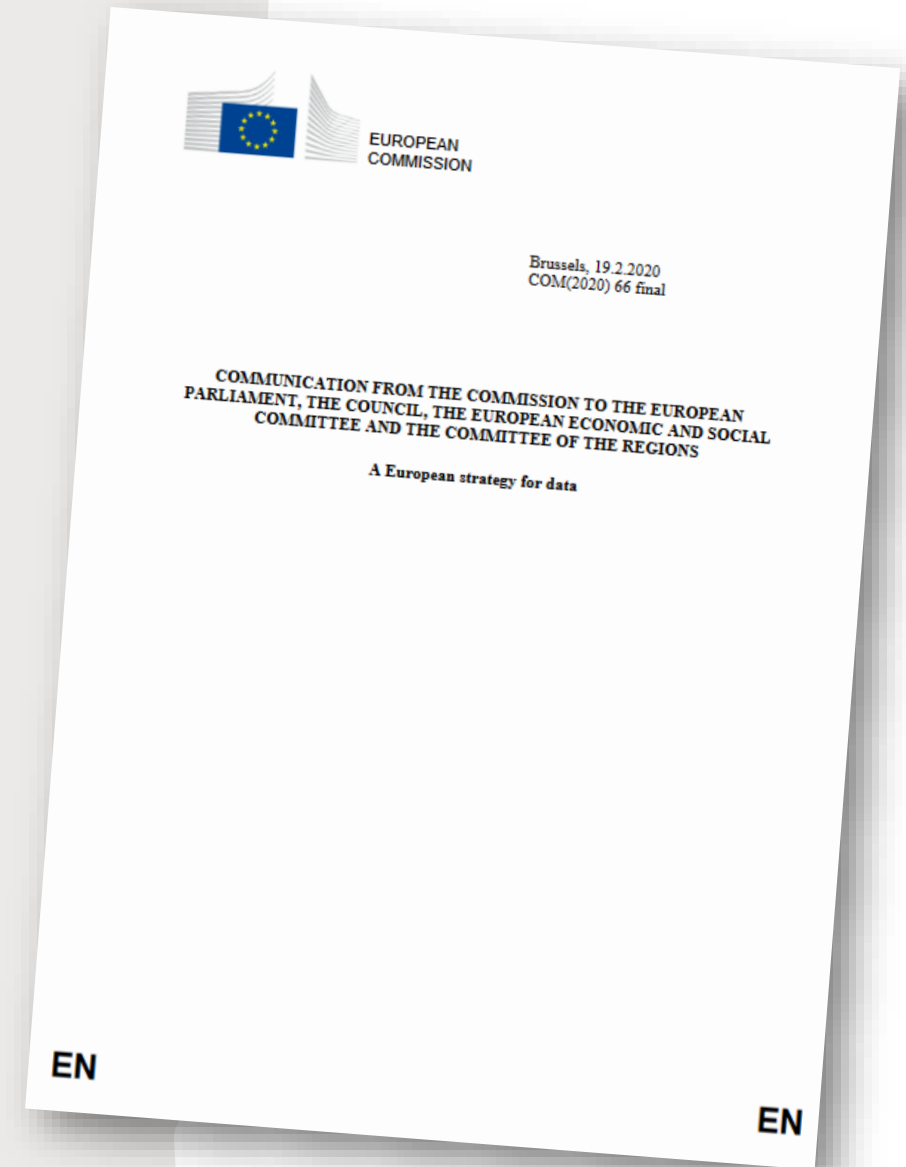 EUROPEAN
COMMISSION
Brussels, 19.2.2020
COM(2020) 66 final
COMMUNICATION FROM THE COMMISSION TO THE EUROPEAN
PARLIAMENT, THE COUNCIL, THE EUROPEAN ECONOMIC AND SOCIAL
COMMITTEE AND THE COMMITTEE OF THE REGIONS
A European strategy for data
EN
EN